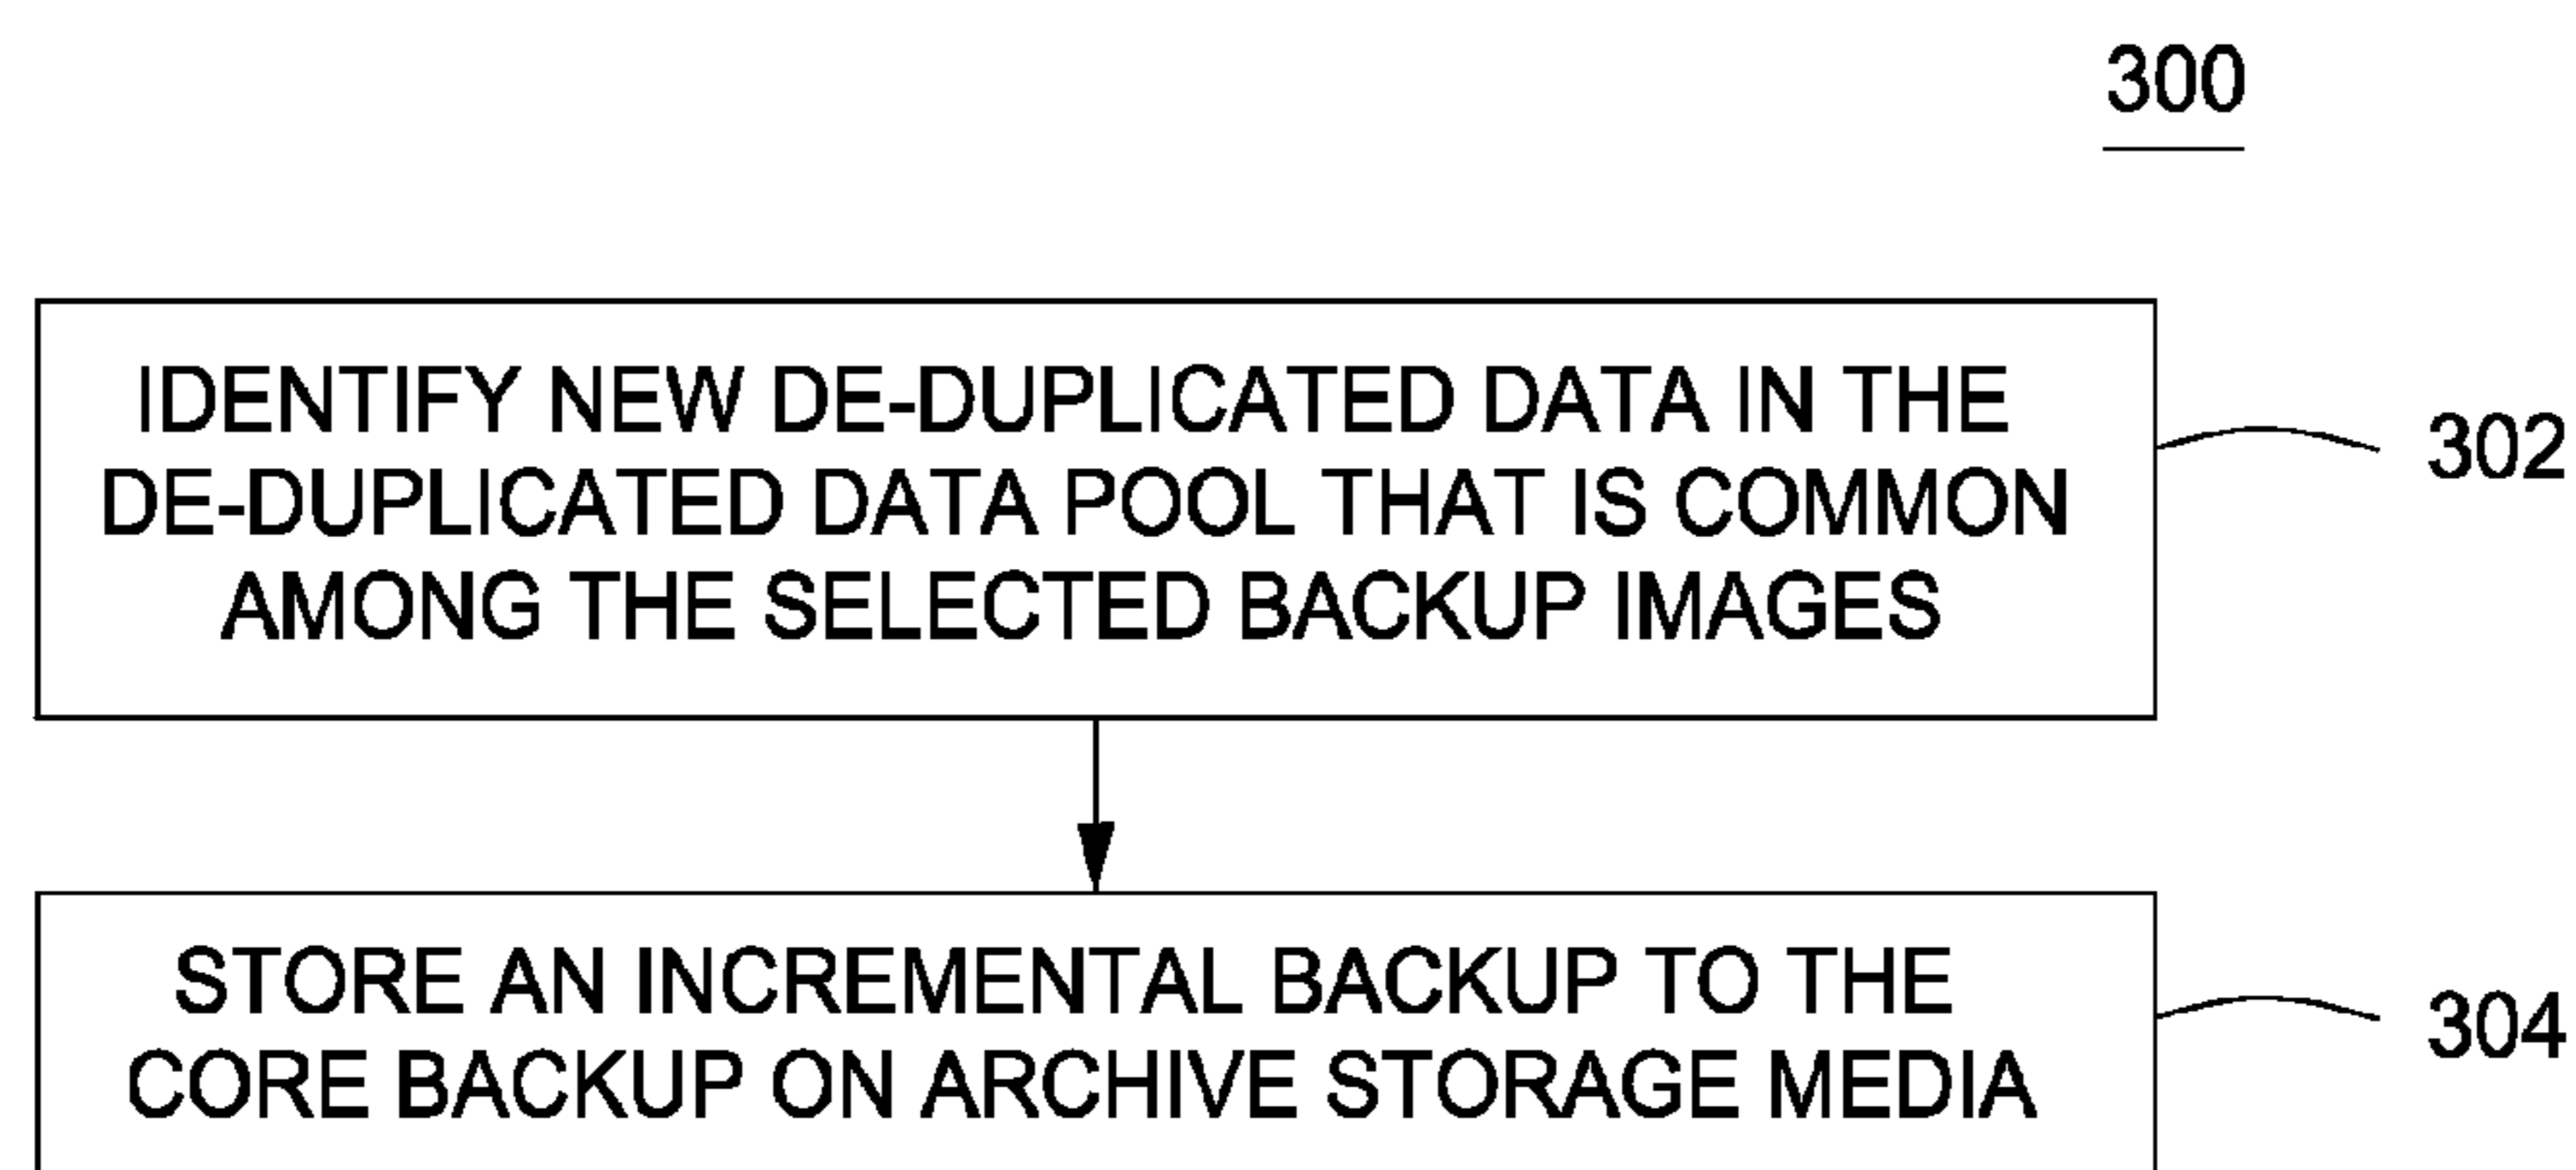 300
IDENTIFY NEW DE-DUPLICATED DATA IN THE
DE-DUPLICATED DATA POOL THAT IS COMMON
AMONG THE SELECTED BACKUP IMAGES
302
STORE AN INCREMENTAL BACKUP TO THE
CORE BACKUP ON ARCHIVE STORAGE MEDIA
304